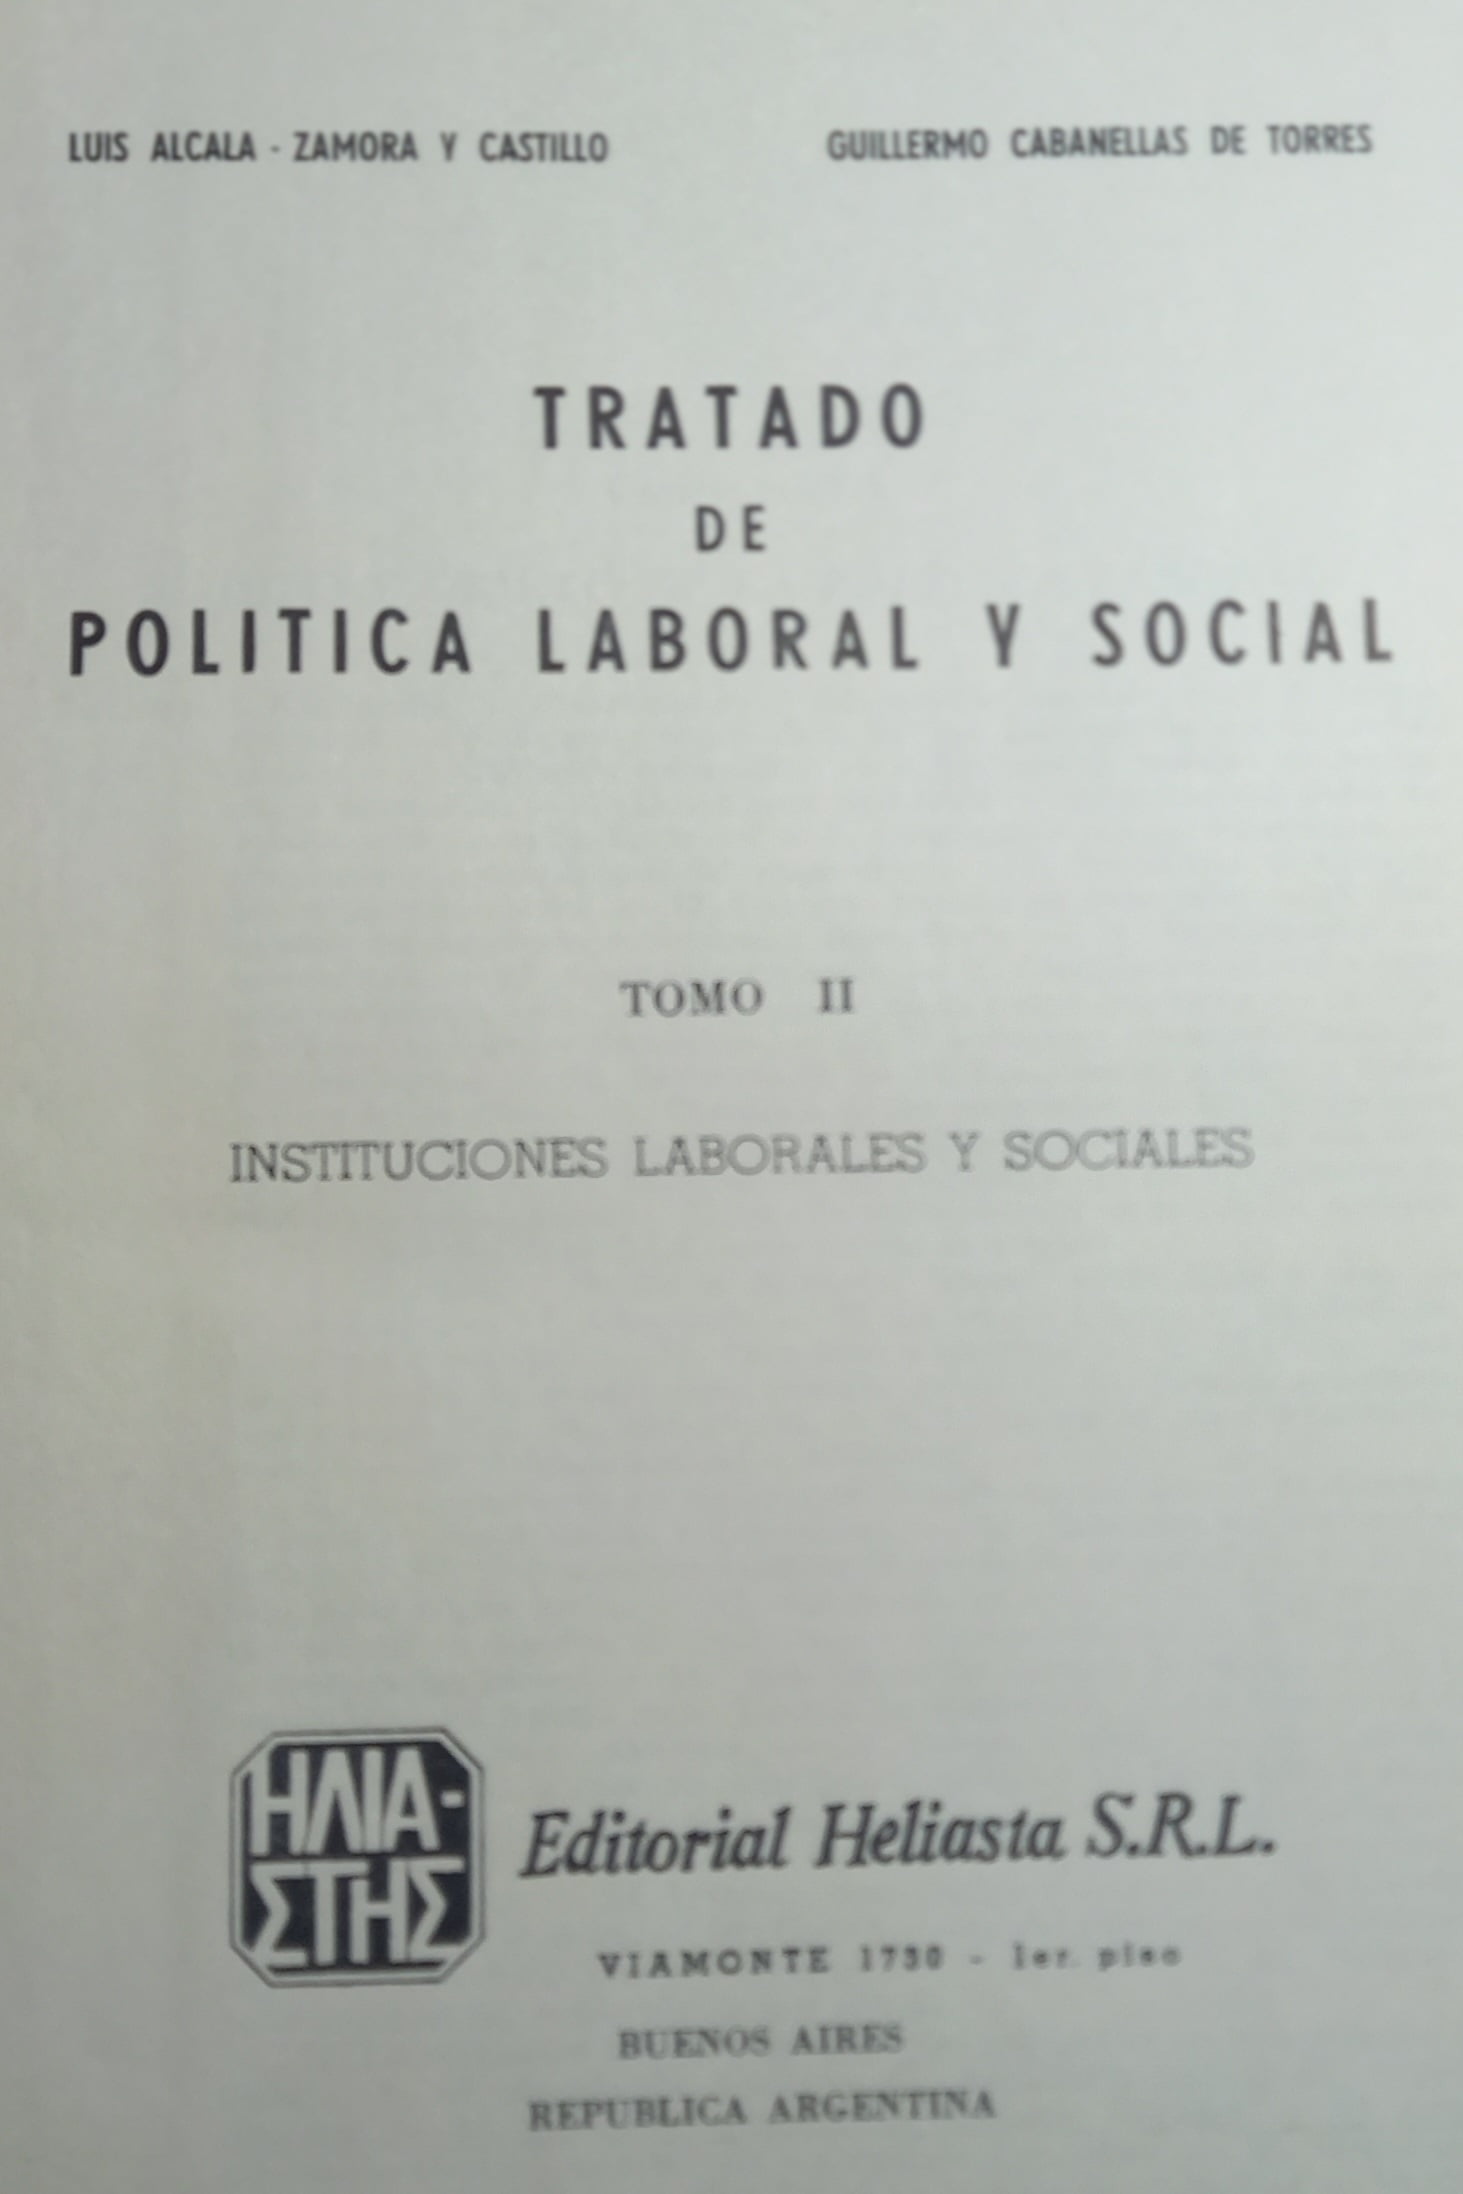 LUIS ALCALA - ZAMORA Y CASTILLO
GUILLERMO CABANELLAS DE TORRES
TRATADO
DE
POLITICA LABORAL Y SOCIAL
TOMO II
INSTITUCIONES LABORALES Y SOCIALES
ΗΛΙΑ-
ΣΤΗΣ
Editorial Heliasta S.R.L.
VIAMONTE 1730 - 1er. piso
BUENOS AIRES
REPUBLICA ARGENTINA